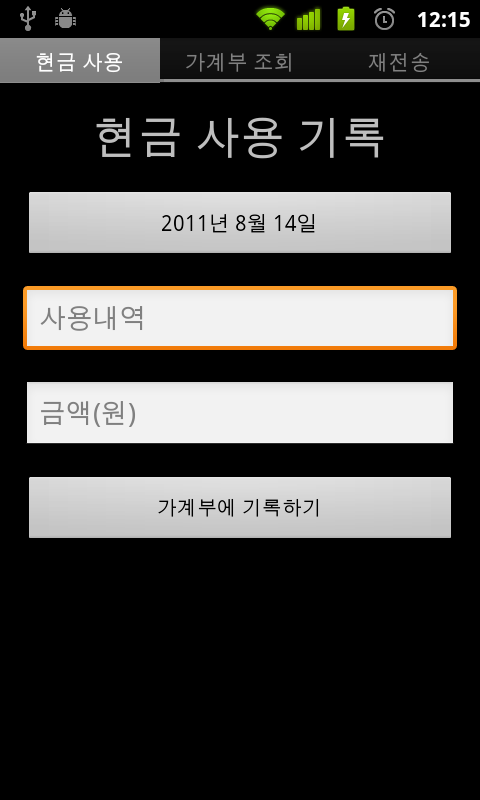 12:15
현금 사용 가계부 조회 재전송
현금 사용 기록
2011년 8월 14일
사용내역
금액(원)
가계부에 기록하기